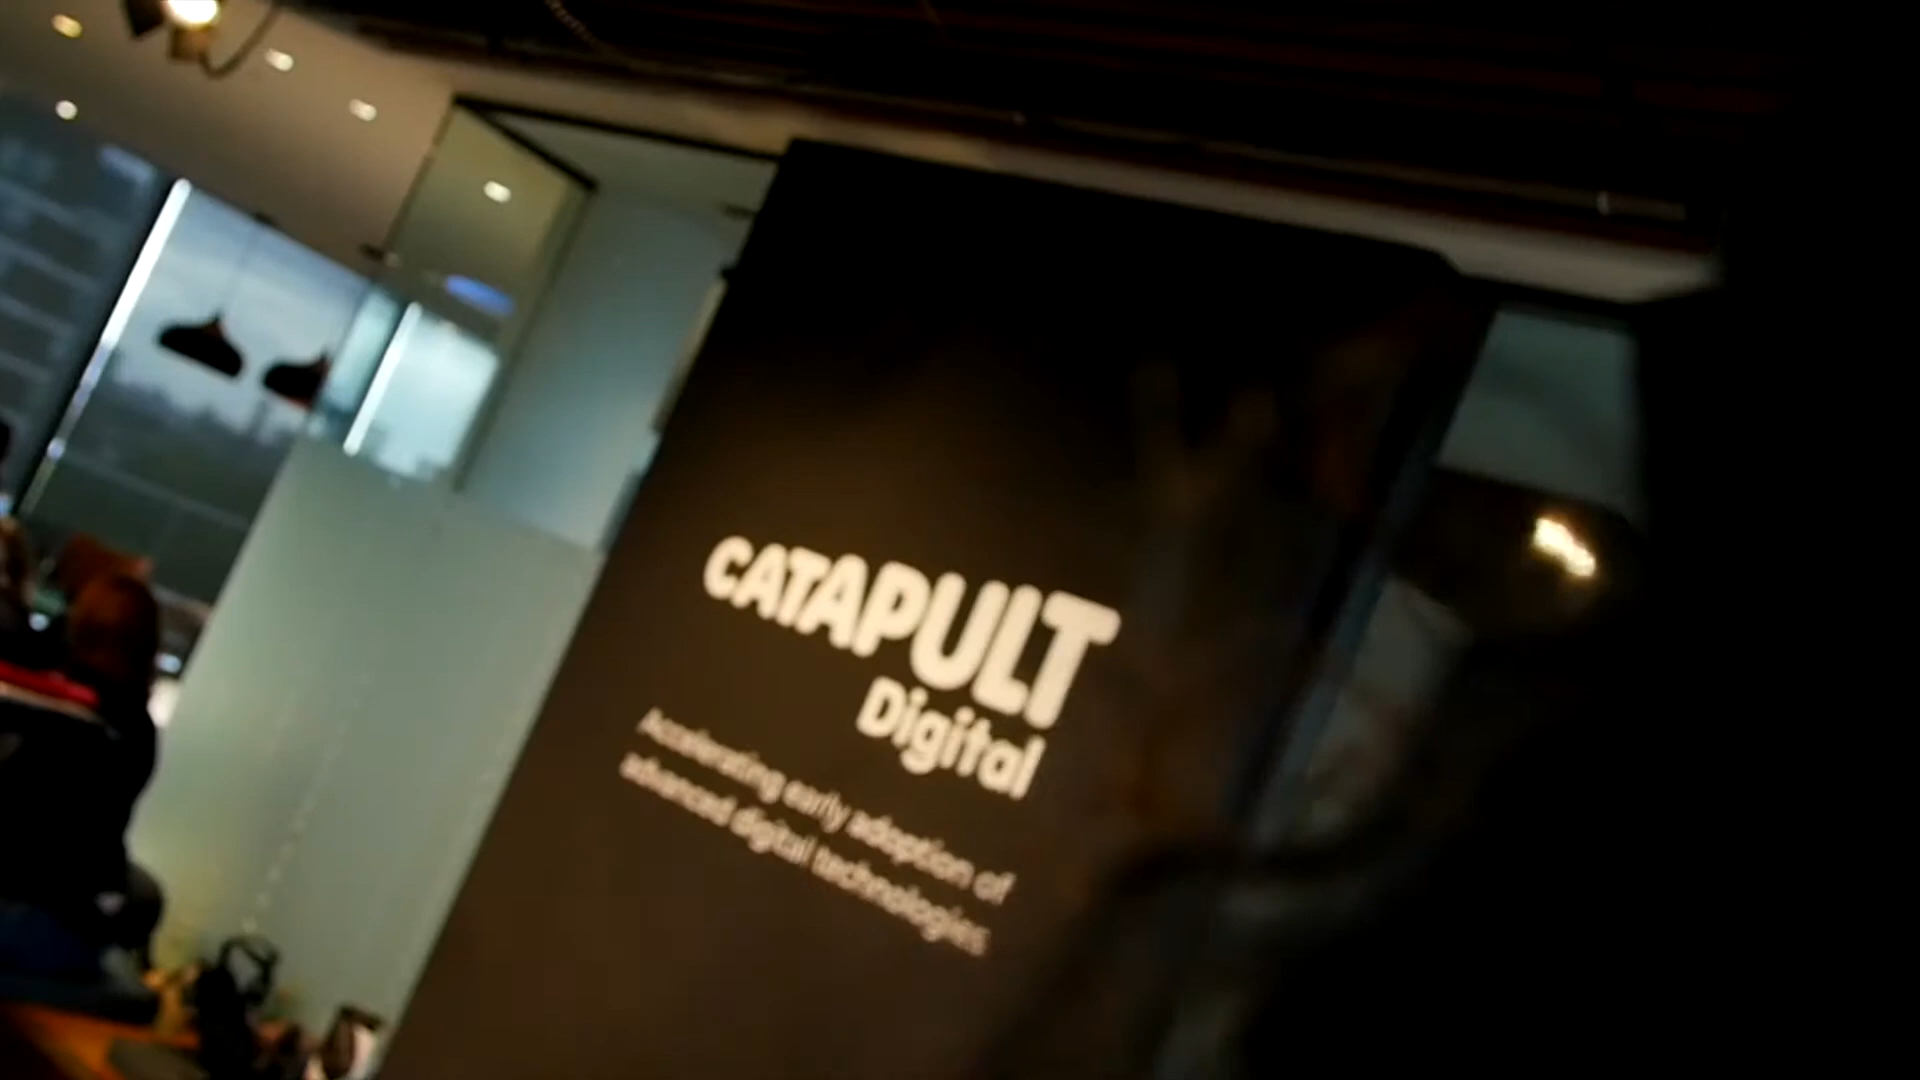 CATAPULT
Digital
Accelerating early adoption of
advanced digital technologies